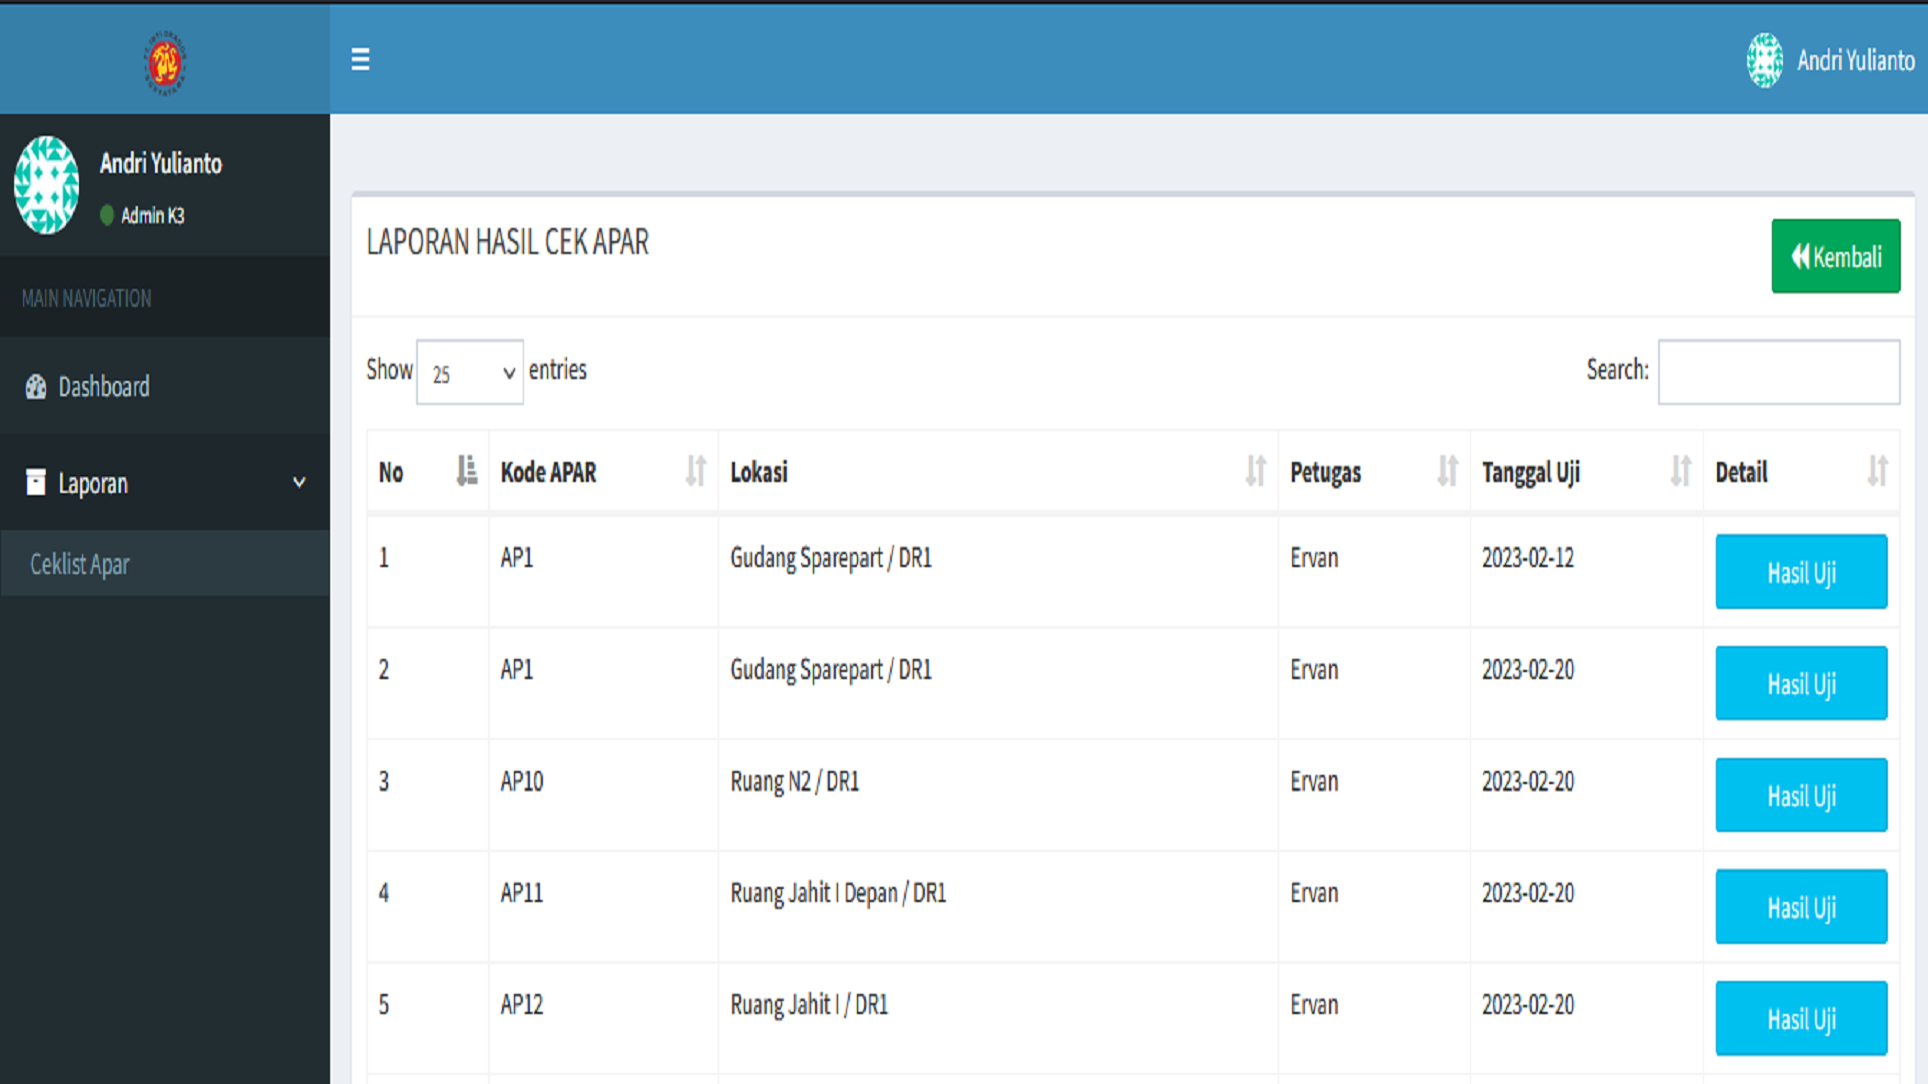 Andri Yulianto
Andri Yulianto
Admin K3
MAIN NAVIGATION
Dashboard
Laporan
Ceklist Apar
LAPORAN HASIL CEK APAR
Kembali
Show 25 entries
Search:
No Kode APAR Lokasi Petugas Tanggal Uji Detail
1 AP1 Gudang Sparepart / DR1 Ervan 2023-02-12 Hasil Uji
2 AP1 Gudang Sparepart / DR1 Ervan 2023-02-20 Hasil Uji
3 AP10 Ruang N2 / DR1 Ervan 2023-02-20 Hasil Uji
4 AP11 Ruang Jahit I Depan / DR1 Ervan 2023-02-20 Hasil Uji
5 AP12 Ruang Jahit I / DR1 Ervan 2023-02-20 Hasil Uji